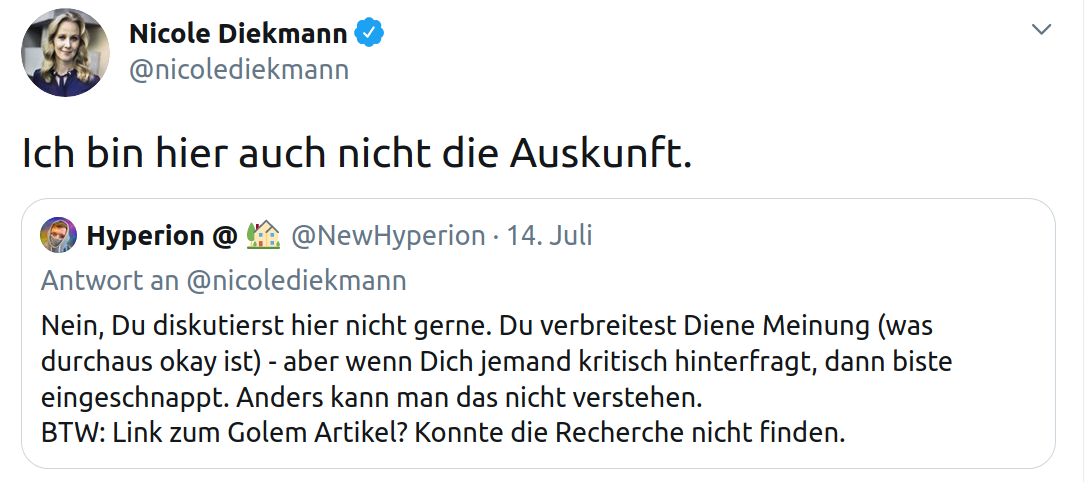 Nicole Diekmann
@nicolediekmann
Ich bin hier auch nicht die Auskunft.
Hyperion @ 🏡 @NewHyperion · 14. Juli
Antwort an @nicolediekmann
Nein, Du diskutierst hier nicht gerne. Du verbreitest Diene Meinung (was
durchaus okay ist) - aber wenn Dich jemand kritisch hinterfragt, dann biste
eingeschnappt. Anders kann man das nicht verstehen.
BTW: Link zum Golem Artikel? Konnte die Recherche nicht finden.